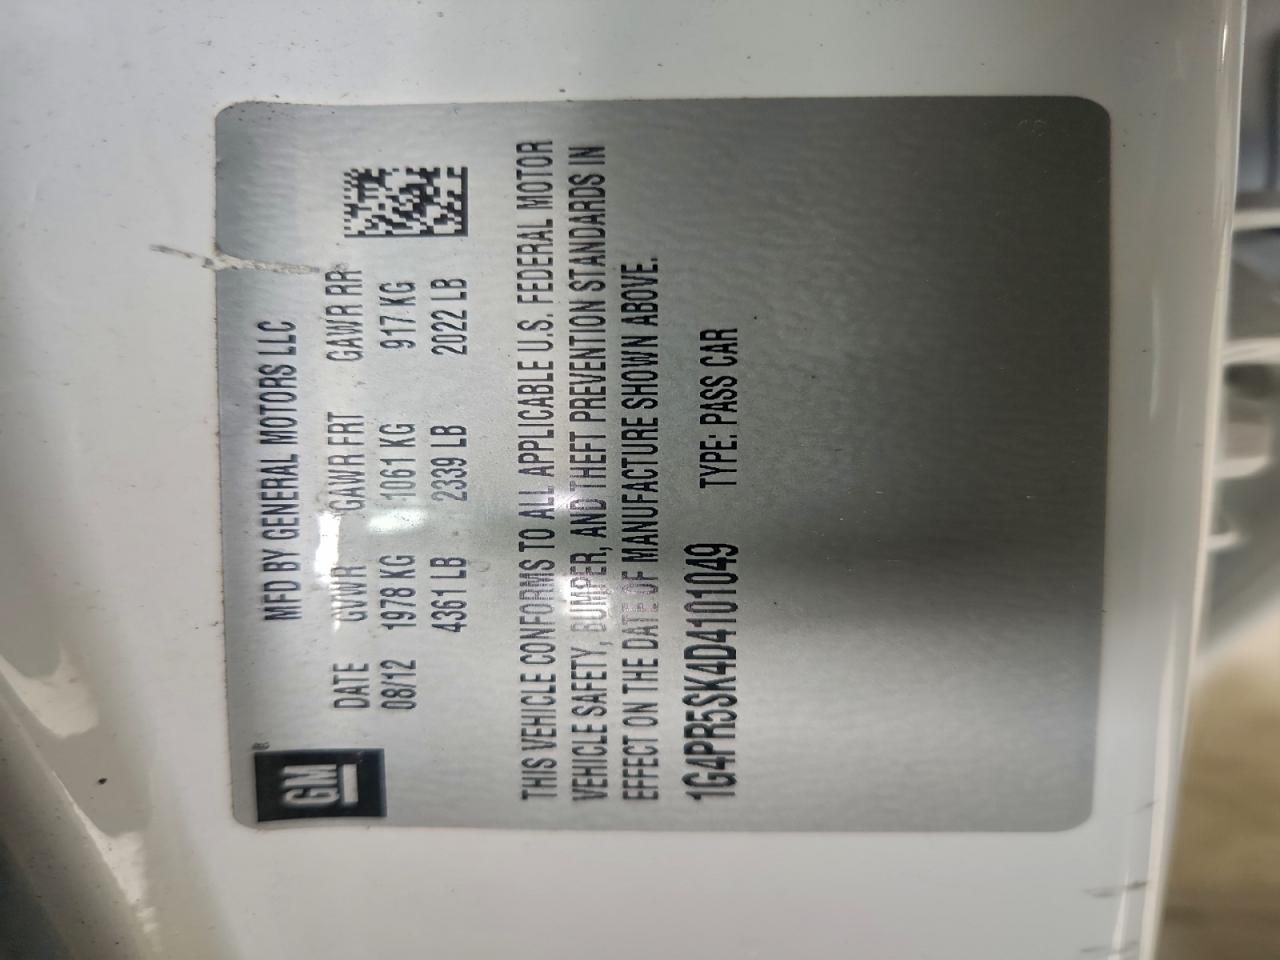 GM
®
MFD BY GENERAL MOTORS LLC
DATE GVWR GAWR FRT GAWR RR
08/12 1978 KG 1061 KG 917 KG
4361 LB 2339 LB 2022 LB
THIS VEHICLE CONFORMS TO ALL APPLICABLE U.S. FEDERAL MOTOR
VEHICLE SAFETY, BUMPER, AND THEFT PREVENTION STANDARDS IN
EFFECT ON THE DATE OF MANUFACTURE SHOWN ABOVE.
1G4PR5SK4D4101049 TYPE: PASS CAR